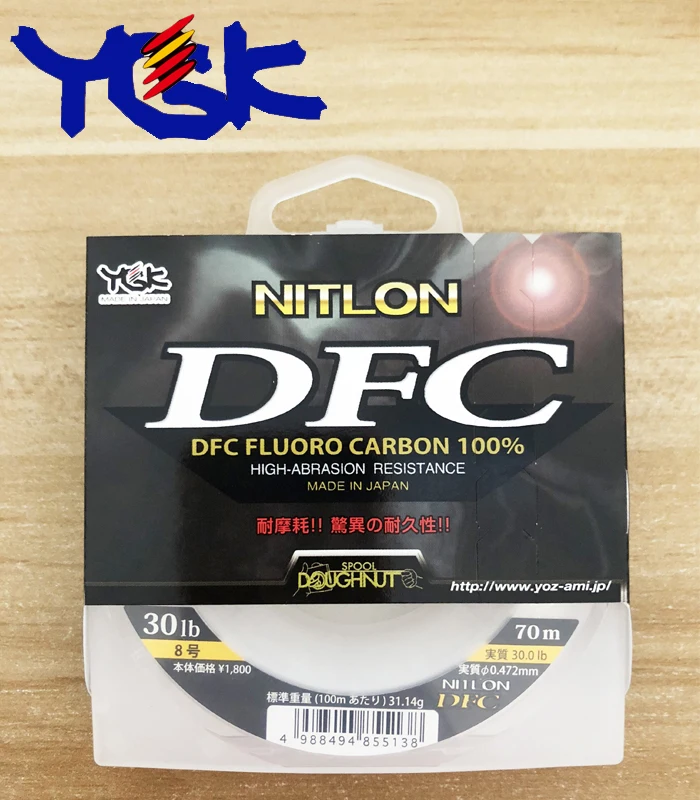 YGK
YGK
MADE IN JAPAN
NITLON
DFC
DFC FLUORO CARBON 100%
HIGH-ABRASION RESISTANCE
MADE IN JAPAN
耐摩耗!! 驚異の耐久性!!
SPOOL
DOUGHNUT
http://www.yoz-ami.jp/
30lb
8号
本体価格 ¥1,800
70m
実質 30.0 lb
実質φ0.472mm
NITLON
DFC
標準重量 (100mあたり) 31.14g
4 988494 855138